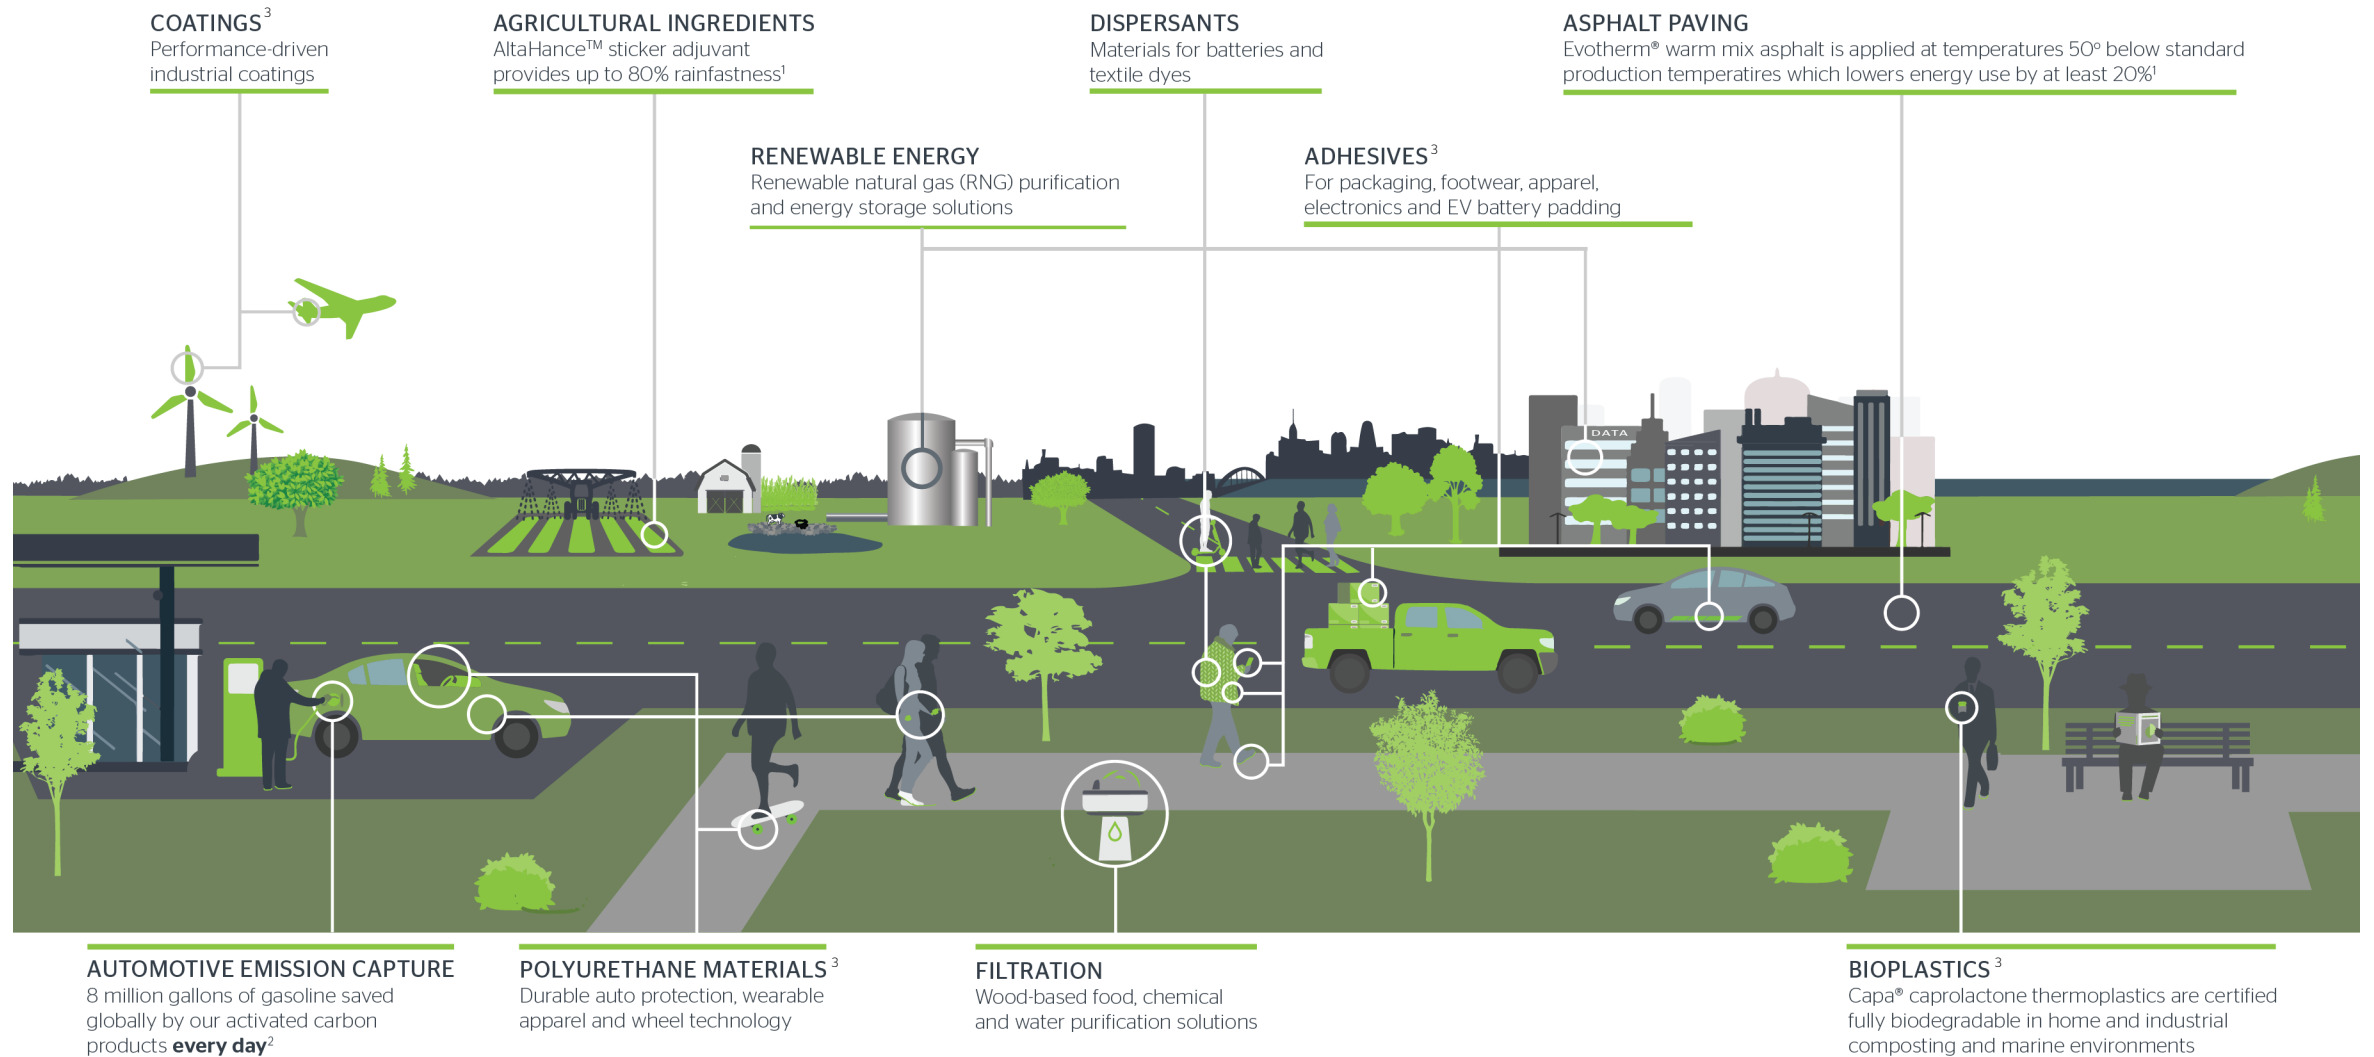 COATINGS³
Performance-driven
industrial coatings
AGRICULTURAL INGREDIENTS
AltaHance™ sticker adjuvant
provides up to 80% rainfastness¹
DISPERSANTS
Materials for batteries and
textile dyes
ASPHALT PAVING
Evotherm® warm mix asphalt is applied at temperatures 50º below standard
production temperatires which lowers energy use by at least 20%¹
RENEWABLE ENERGY
Renewable natural gas (RNG) purification
and energy storage solutions
ADHESIVES³
For packaging, footwear, apparel,
electronics and EV battery padding
DATA
AUTOMOTIVE EMISSION CAPTURE
8 million gallons of gasoline saved
globally by our activated carbon
products every day²
POLYURETHANE MATERIALS³
Durable auto protection, wearable
apparel and wheel technology
FILTRATION
Wood-based food, chemical
and water purification solutions
BIOPLASTICS³
Capa® caprolactone thermoplastics are certified
fully biodegradable in home and industrial
composting and marine environments